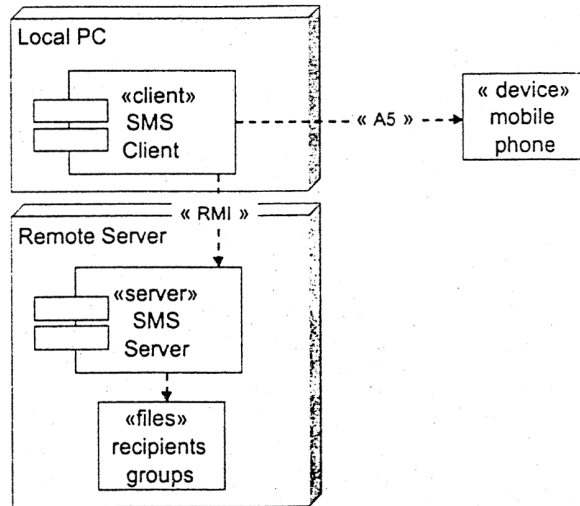 Local PC
«client»
SMS
Client
« A5 »
« device»
mobile
phone
« RMI »
Remote Server
«server»
SMS
Server
«files»
recipients
groups